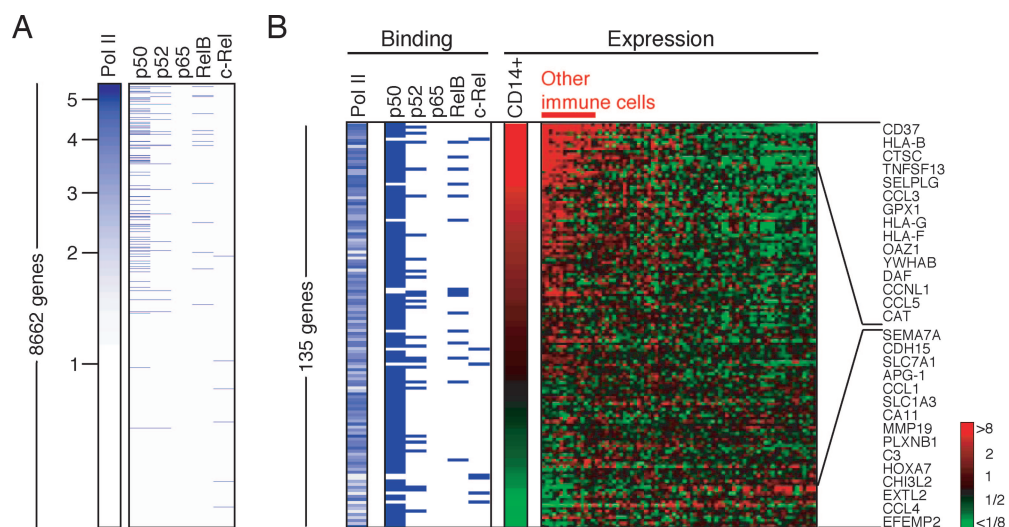 A
Pol II
p50
p52
p65
RelB
c-Rel
5
4
3
2
1
8662 genes
B
Binding
Expression
Pol II
p50
p52
p65
RelB
c-Rel
CD14+
Other
immune cells
135 genes
CD37
HLA-B
CTSC
TNFSF13
SELPLG
CCL3
GPX1
HLA-G
HLA-F
OAZ1
YWHAB
DAF
CCNL1
CCL5
CAT
SEMA7A
CDH15
SLC7A1
APG-1
CCL1
SLC1A3
CA11
MMP19
PLXNB1
C3
HOXA7
CHI3L2
EXTL2
CCL4
EFEMP2
>8
2
1
1/2
<1/8